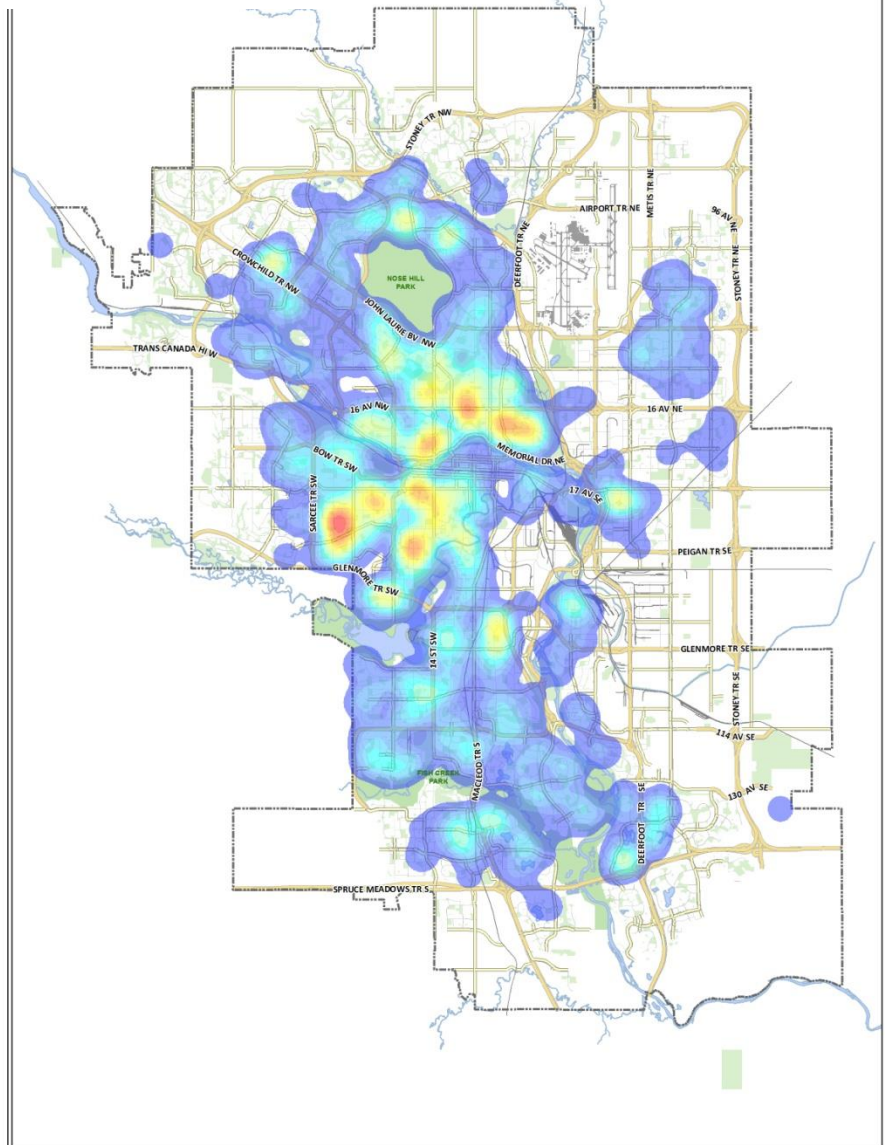 STONEY TR NW
METIS TR NE
AIRPORT TR NE
96 AV NE
DEERFOOT TR NE
STONEY TR NE
CROWCHILD TR NW
NOSE HILL
PARK
JOHN LAURIE BV NW
TRANS CANADA HI W
16 AV NW
16 AV NE
BOW TR SW
MEMORIAL DR NE
17 AV SE
SARCEE TR SW
PEIGAN TR SE
GLENMORE TR SW
14 ST SW
GLENMORE TR SE
STONEY TR SE
114 AV SE
MACLEOD TR S
FISH CREEK
PARK
130 AV SE
DEERFOOT TR SE
SPRUCE MEADOWS TR S